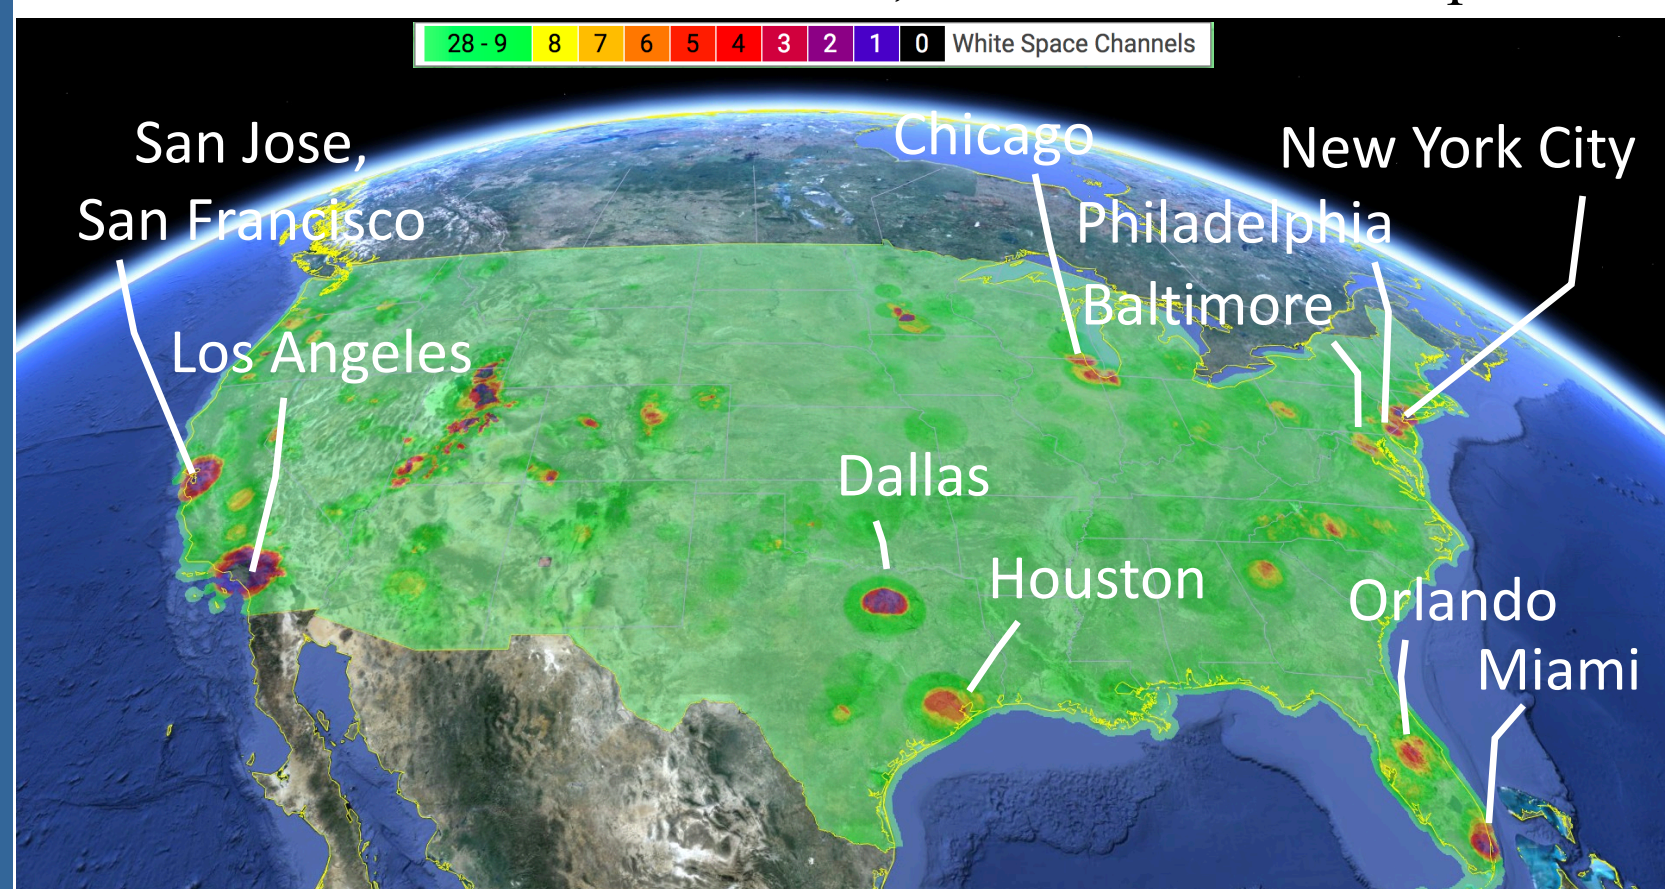 28 - 9 8 7 6 5 4 3 2 1 0 White Space Channels
San Jose,
San Francisco
Chicago
New York City
Philadelphia
Baltimore
Los Angeles
Dallas
Houston
Orlando
Miami